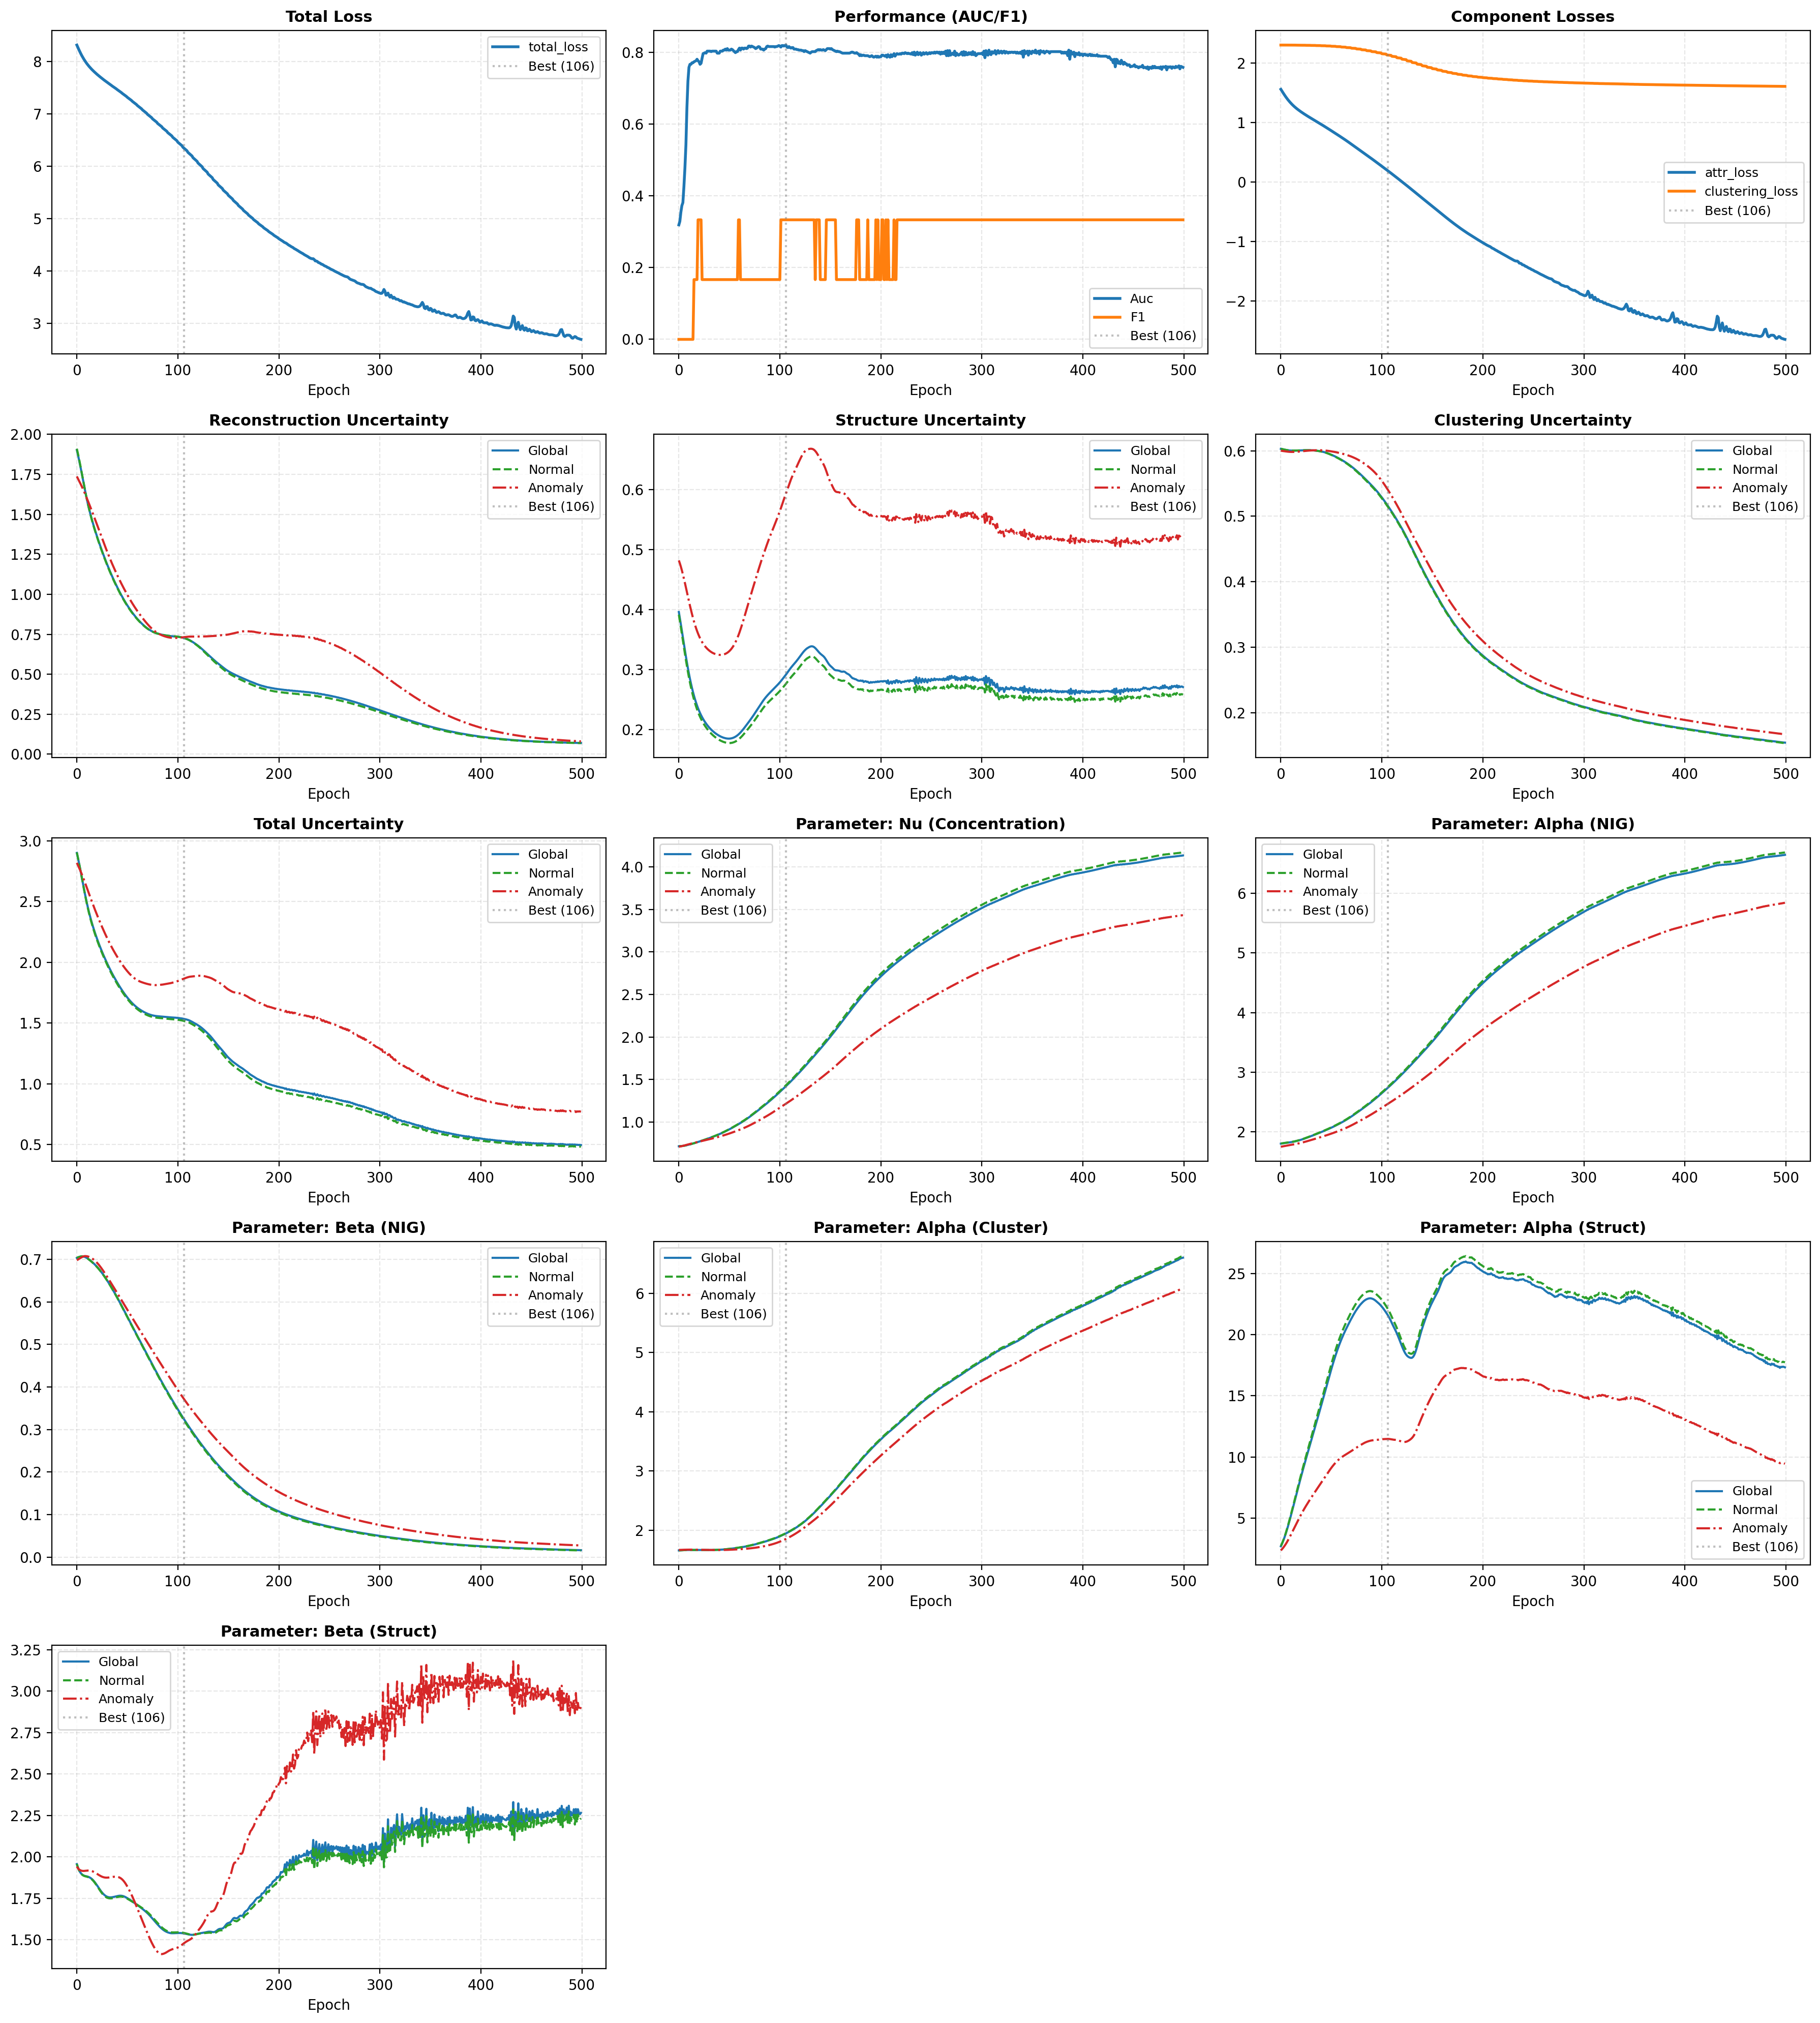 Total Loss
8
7
6
5
4
3
0 100 200 300 400 500
Epoch
total_loss
Best (106)
Performance (AUC/F1)
0.8
0.6
0.4
0.2
0.0
0 100 200 300 400 500
Epoch
Auc
F1
Best (106)
Component Losses
2
1
0
−1
−2
0 100 200 300 400 500
Epoch
attr_loss
clustering_loss
Best (106)
Reconstruction Uncertainty
2.00
1.75
1.50
1.25
1.00
0.75
0.50
0.25
0.00
0 100 200 300 400 500
Epoch
Global
Normal
Anomaly
Best (106)
Structure Uncertainty
0.6
0.5
0.4
0.3
0.2
0 100 200 300 400 500
Epoch
Global
Normal
Anomaly
Best (106)
Clustering Uncertainty
0.6
0.5
0.4
0.3
0.2
0 100 200 300 400 500
Epoch
Global
Normal
Anomaly
Best (106)
Total Uncertainty
3.0
2.5
2.0
1.5
1.0
0.5
0 100 200 300 400 500
Epoch
Global
Normal
Anomaly
Best (106)
Parameter: Nu (Concentration)
4.0
3.5
3.0
2.5
2.0
1.5
1.0
0 100 200 300 400 500
Epoch
Global
Normal
Anomaly
Best (106)
Parameter: Alpha (NIG)
6
5
4
3
2
0 100 200 300 400 500
Epoch
Global
Normal
Anomaly
Best (106)
Parameter: Beta (NIG)
0.7
0.6
0.5
0.4
0.3
0.2
0.1
0.0
0 100 200 300 400 500
Epoch
Global
Normal
Anomaly
Best (106)
Parameter: Alpha (Cluster)
6
5
4
3
2
0 100 200 300 400 500
Epoch
Global
Normal
Anomaly
Best (106)
Parameter: Alpha (Struct)
25
20
15
10
5
0 100 200 300 400 500
Epoch
Global
Normal
Anomaly
Best (106)
Parameter: Beta (Struct)
3.25
3.00
2.75
2.50
2.25
2.00
1.75
1.50
0 100 200 300 400 500
Epoch
Global
Normal
Anomaly
Best (106)